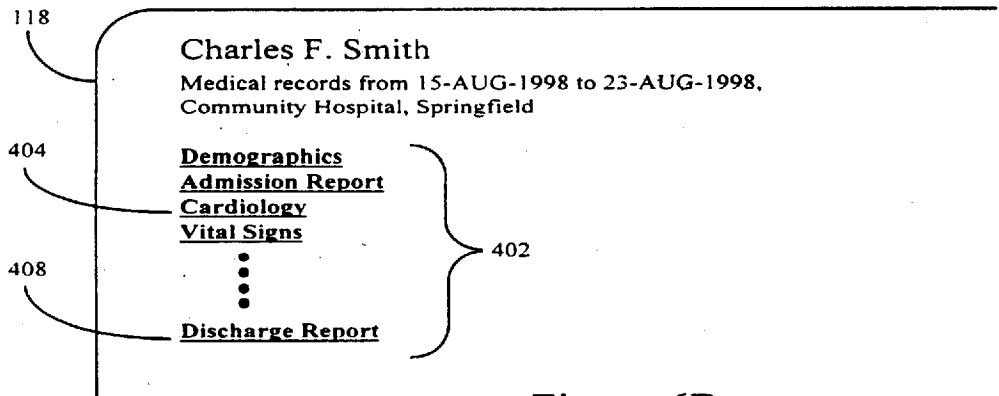 118
Charles F. Smith
Medical records from 15-AUG-1998 to 23-AUG-1998,
Community Hospital, Springfield
404
Demographics
Admission Report
Cardiology
Vital Signs
402
408
Discharge Report